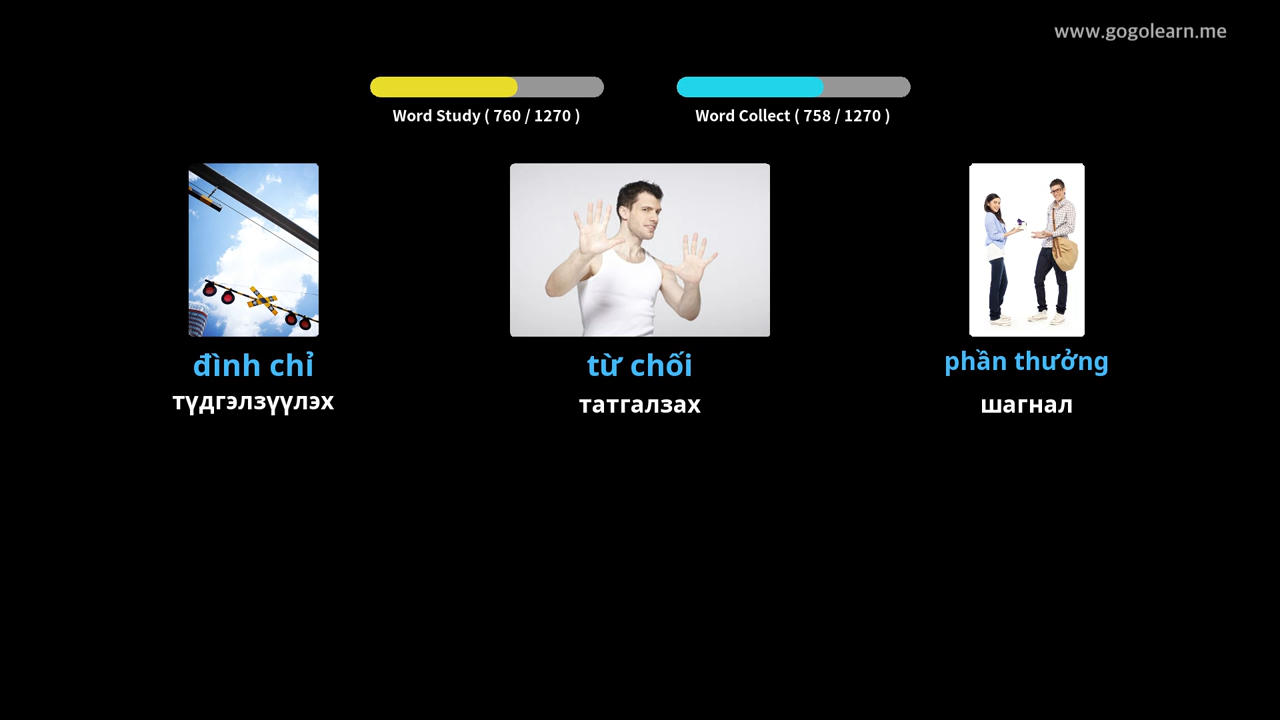 www.gogolearn.me
Word Study ( 760 / 1270 )
Word Collect ( 758 / 1270 )
đình chỉ
түдгэлзүүлэх
từ chối
татгалзах
phần thưởng
шагнал